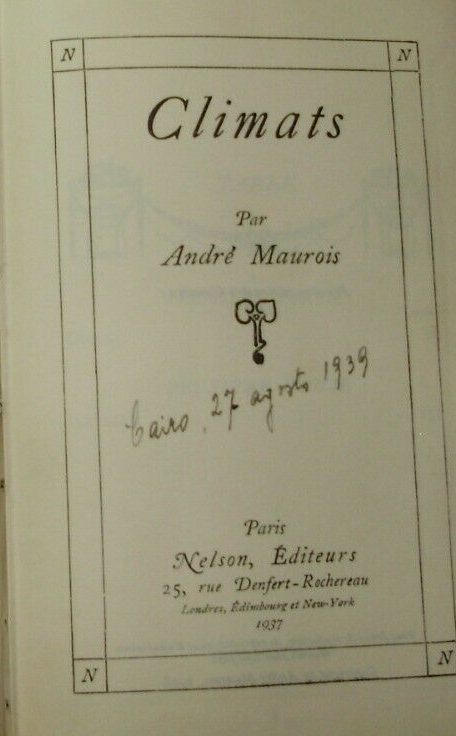 N N
Climats
Par
André Maurois
Cairo, 27 agosto 1939
Paris
Nelson, Éditeurs
25, rue Denfert-Rochereau
Londres, Édimbourg et New-York
1937
N N